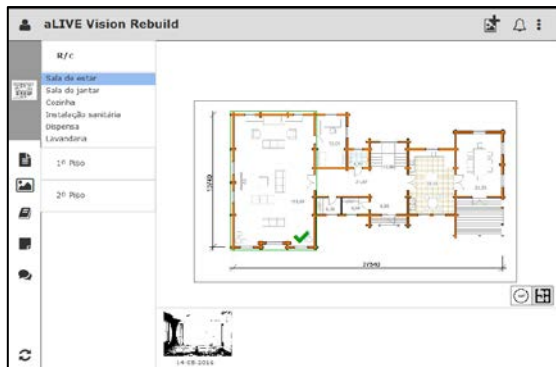 aLIVE Vision Rebuild
R/c
Sala de estar
Sala de jantar
Cozinha
Instalação sanitária
Dispensa
Lavandaria
1º Piso
2º Piso
14-08-2016